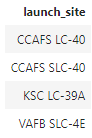 launch_site
CCAFS LC-40
CCAFS SLC-40
KSC LC-39A
VAFB SLC-4E